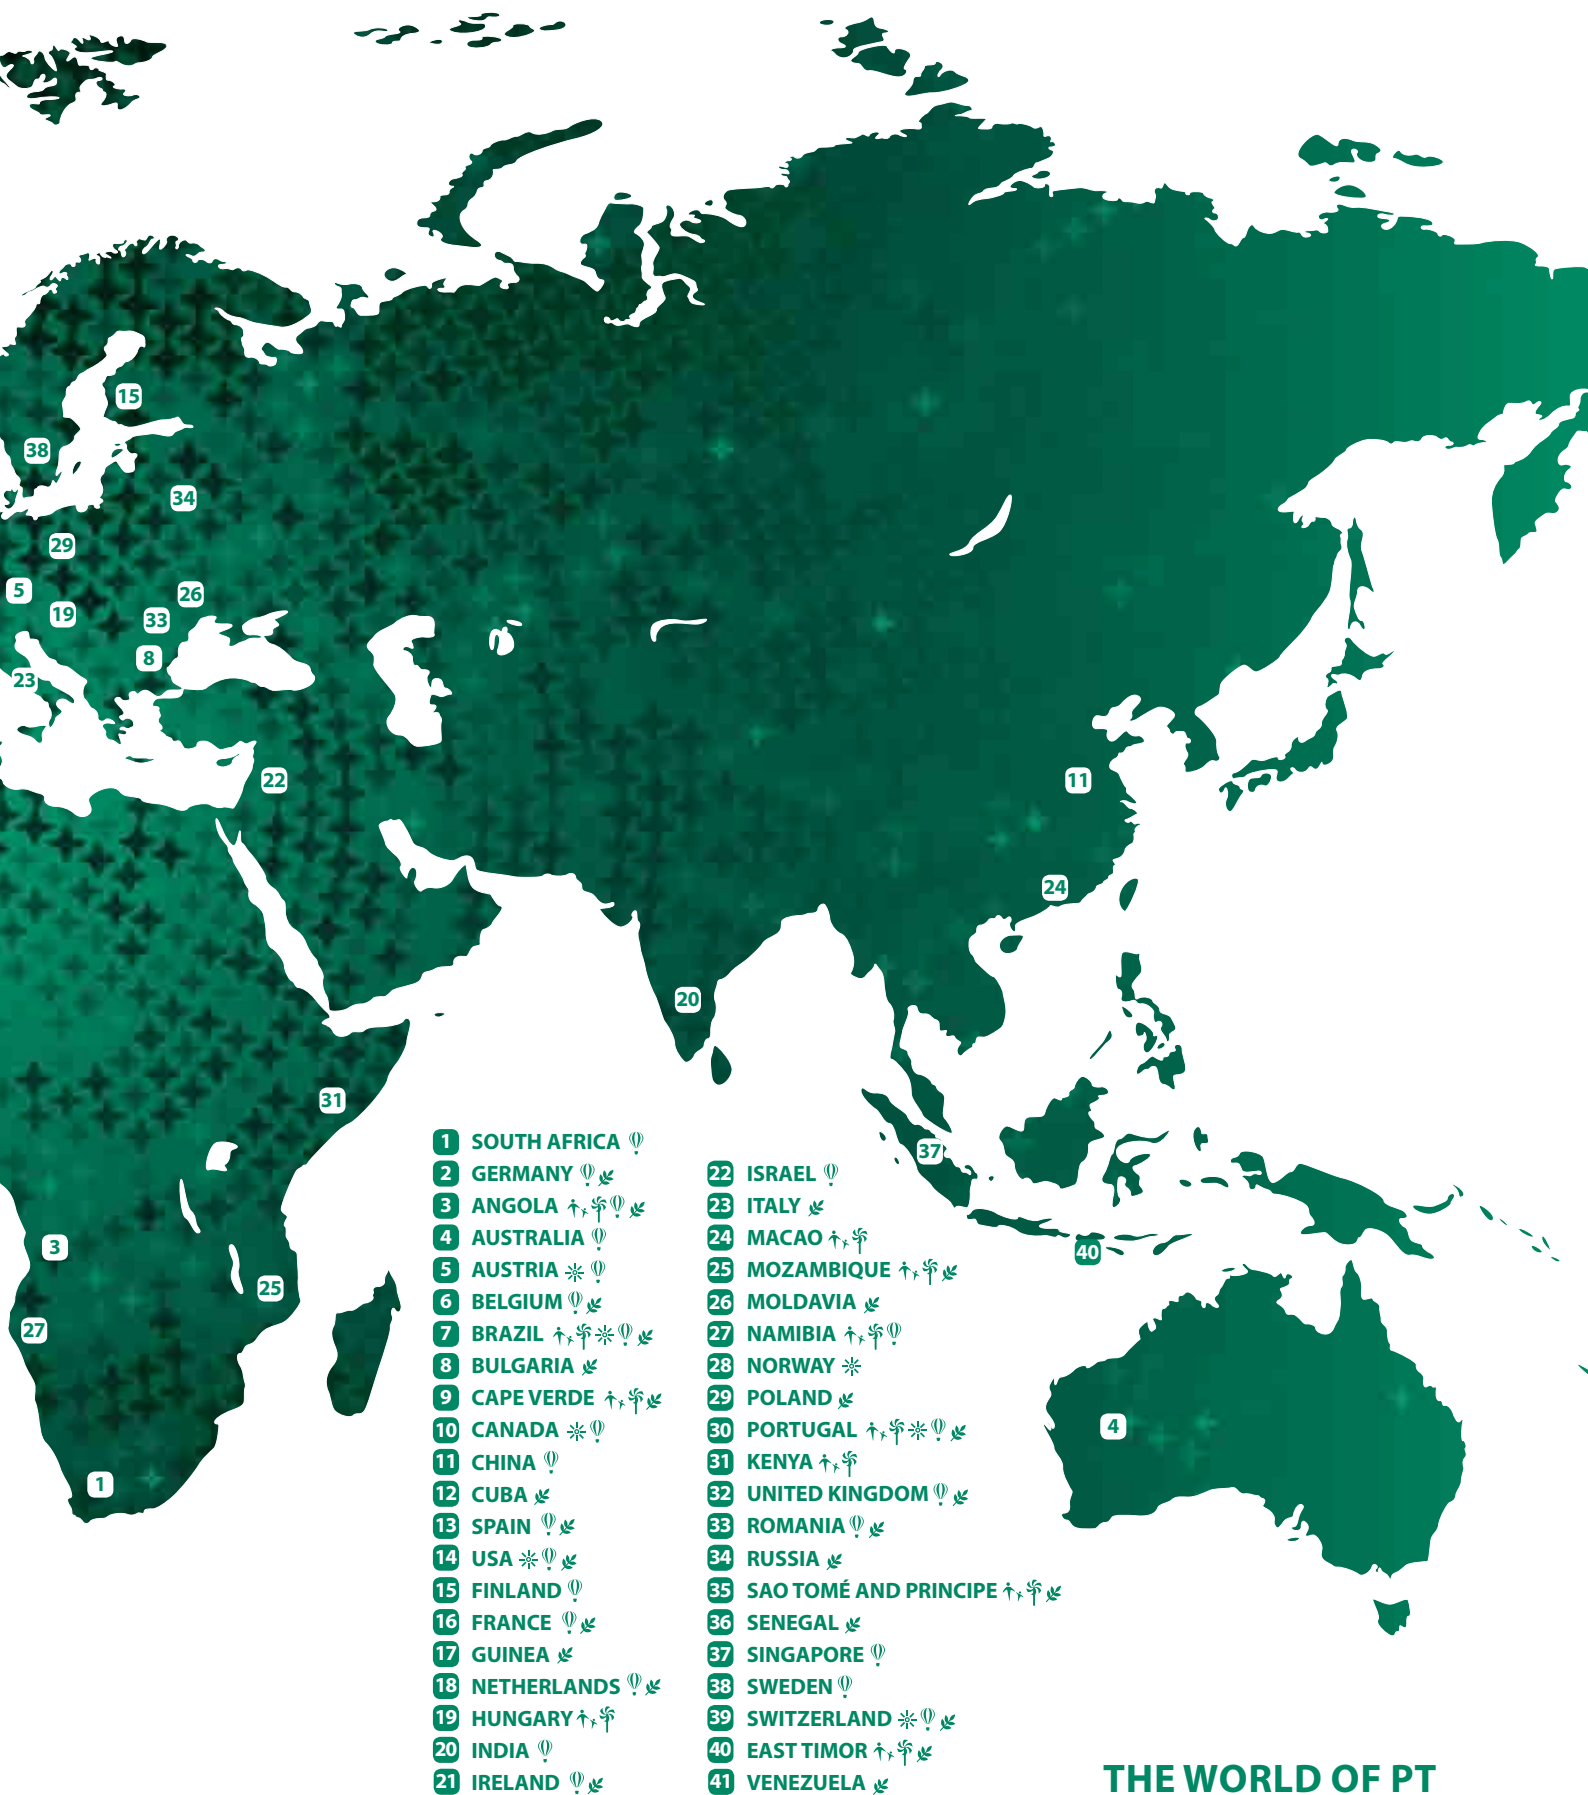 15
38
34
29
5
26
19
33
8
23
22
11
24
20
31
37
3
40
25
27
4
1
1 SOUTH AFRICA
2 GERMANY
3 ANGOLA
4 AUSTRALIA
5 AUSTRIA
6 BELGIUM
7 BRAZIL
8 BULGARIA
9 CAPE VERDE
10 CANADA
11 CHINA
12 CUBA
13 SPAIN
14 USA
15 FINLAND
16 FRANCE
17 GUINEA
18 NETHERLANDS
19 HUNGARY
20 INDIA
21 IRELAND
22 ISRAEL
23 ITALY
24 MACAO
25 MOZAMBIQUE
26 MOLDAVIA
27 NAMIBIA
28 NORWAY
29 POLAND
30 PORTUGAL
31 KENYA
32 UNITED KINGDOM
33 ROMANIA
34 RUSSIA
35 SAO TOMÉ AND PRINCIPE
36 SENEGAL
37 SINGAPORE
38 SWEDEN
39 SWITZERLAND
40 EAST TIMOR
41 VENEZUELA
THE WORLD OF PT